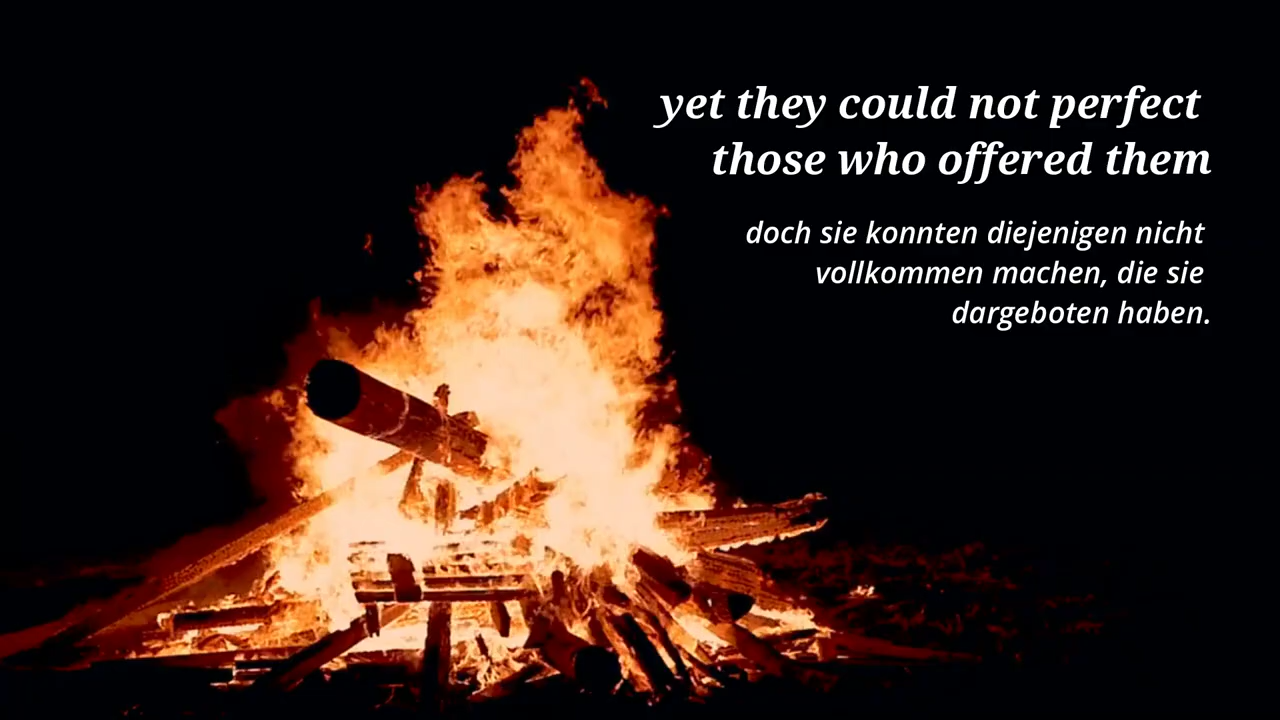 yet they could not perfect
those who offered them
doch sie konnten diejenigen nicht
vollkommen machen, die sie
dargeboten haben.